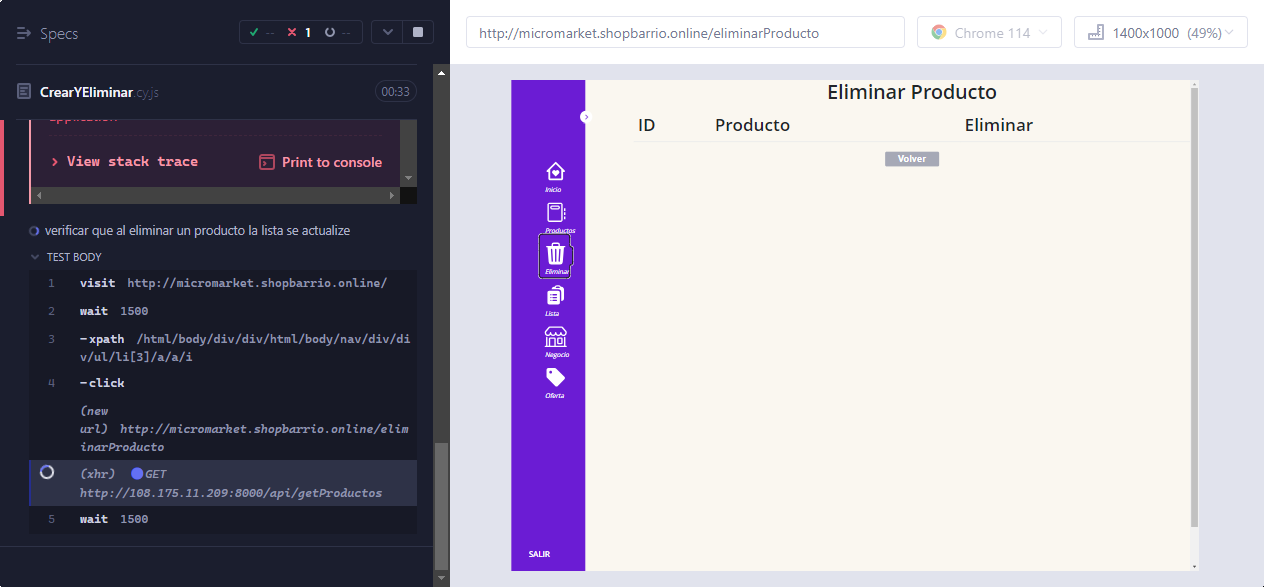 Specs
-- 1 --
CrearYEliminar.cy.js
00:33
application.
View stack trace
Print to console
verificar que al eliminar un producto la lista se actualize
TEST BODY
1 visit http://micromarket.shopbarrio.online/
2 wait 1500
3 -xpath /html/body/div/div/html/body/nav/div/di
v/ul/li[3]/a/a/i
4 -click
(new
url) http://micromarket.shopbarrio.online/elim
inarProducto
(xhr) GET
http://108.175.11.209:8000/api/getProductos
5 wait 1500
http://micromarket.shopbarrio.online/eliminarProducto
Chrome 114
1400x1000 (49%)
Eliminar Producto
ID Producto Eliminar
Volver
Inicio
Productos
Eliminar
Lista
Negocio
Oferta
SALIR